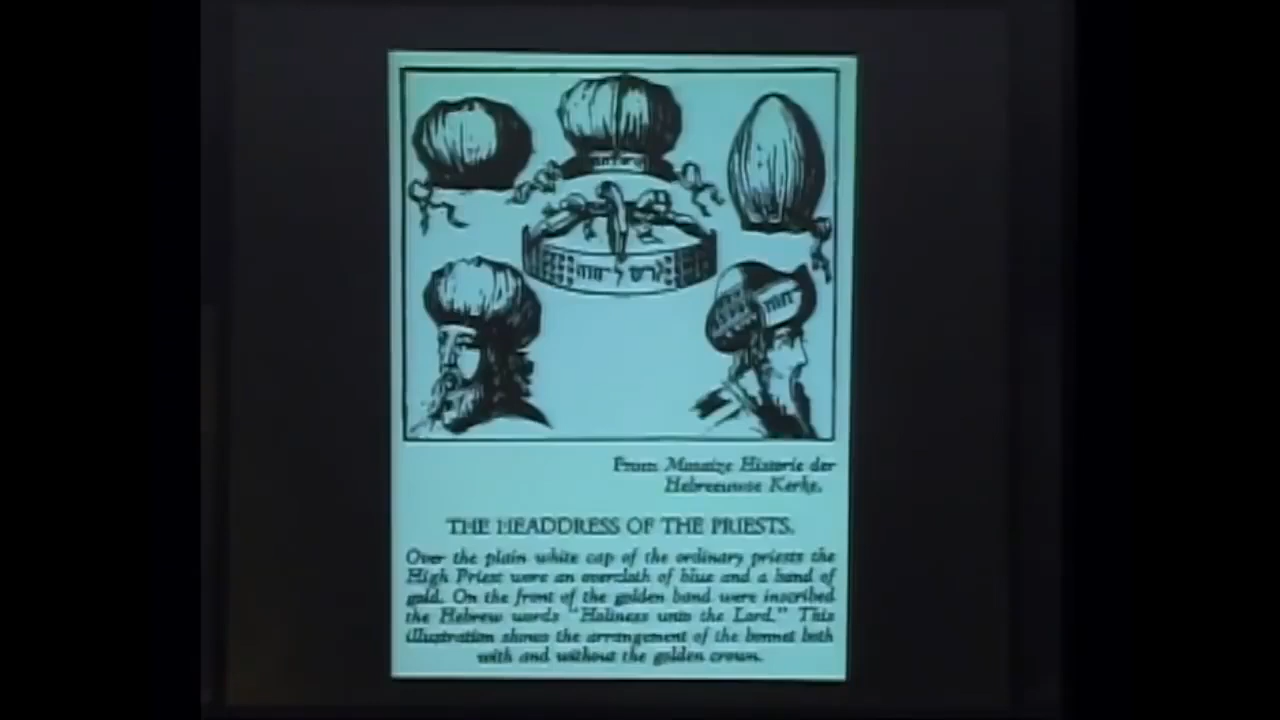 From Mosaize Historie der
Hebreeuwse Kerke.
THE HEADDRESS OF THE PRIESTS.
Over the plain white cap of the ordinary priests the
High Priest wore an overcloth of blue and a band of
gold. On the front of the golden band were inscribed
the Hebrew words "Holiness unto the Lord." This
illustration shows the arrangement of the bonnet both
with and without the golden crown.